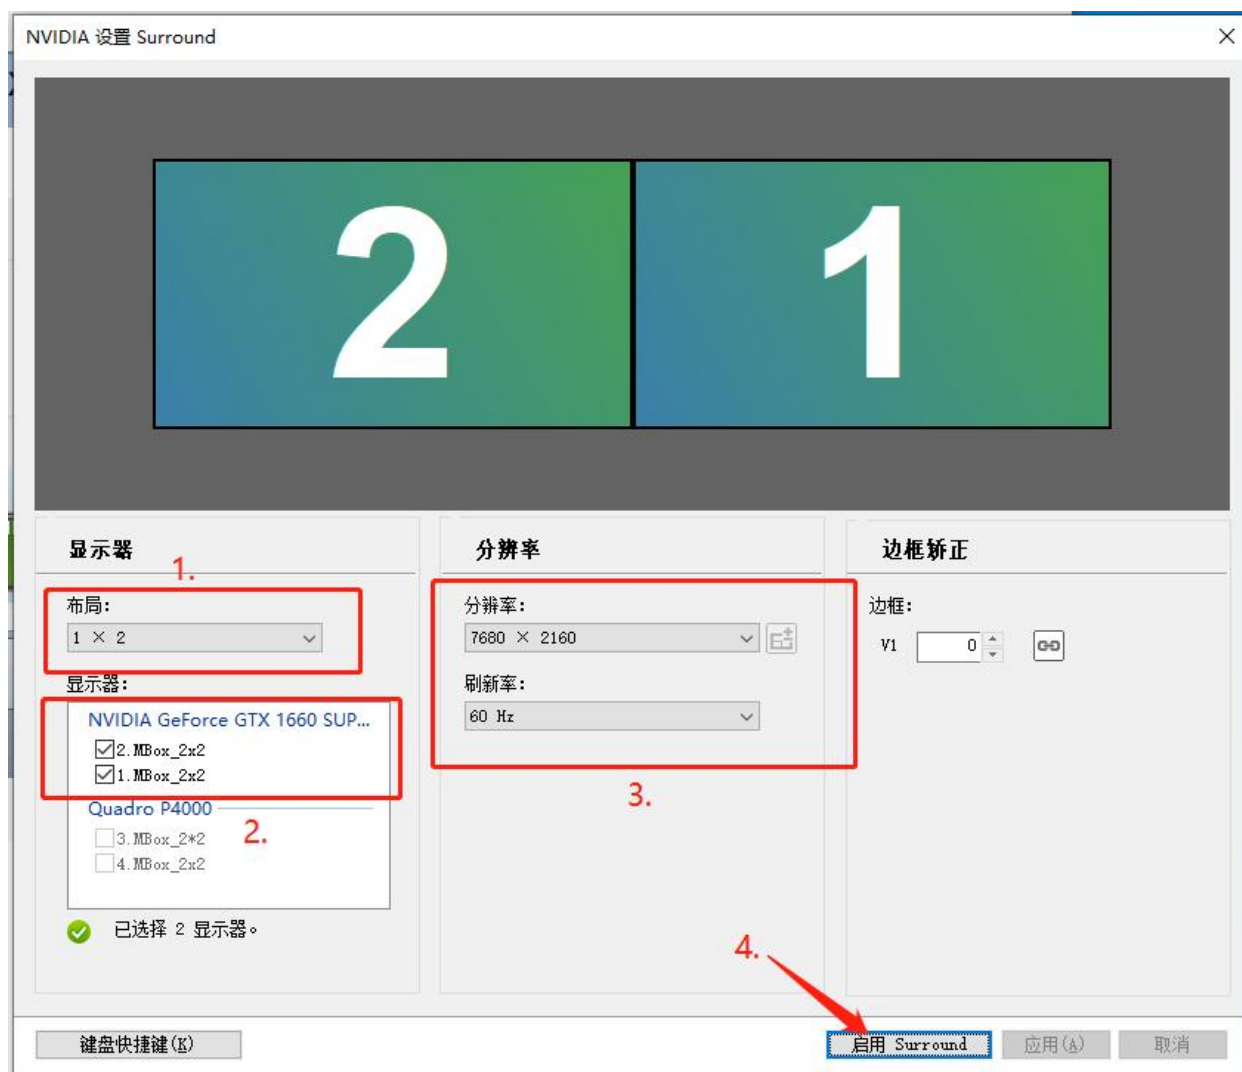 NVIDIA 设置 Surround
2
1
显示器
1.
布局:
1 × 2
显示器:
NVIDIA GeForce GTX 1660 SUP...
2.MBox_2x2
1.MBox_2x2
Quadro P4000
2.
3.MBox_2*2
4.MBox_2x2
已选择 2 显示器。
分辨率
分辨率:
7680 × 2160
刷新率:
60 Hz
3.
边框矫正
边框:
V1 0
4.
键盘快捷键(K)
启用 Surround
应用(A)
取消